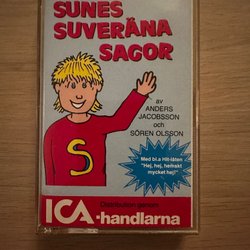 SUNES
SUVERÄNA
SAGOR
av
ANDERS
JACOBSSON
och
SÖREN OLSSON
Med bl.a Hit-låten
"Hej, hej, hemskt
mycket hej!"
S
Distribution genom
ICA
-handlarna